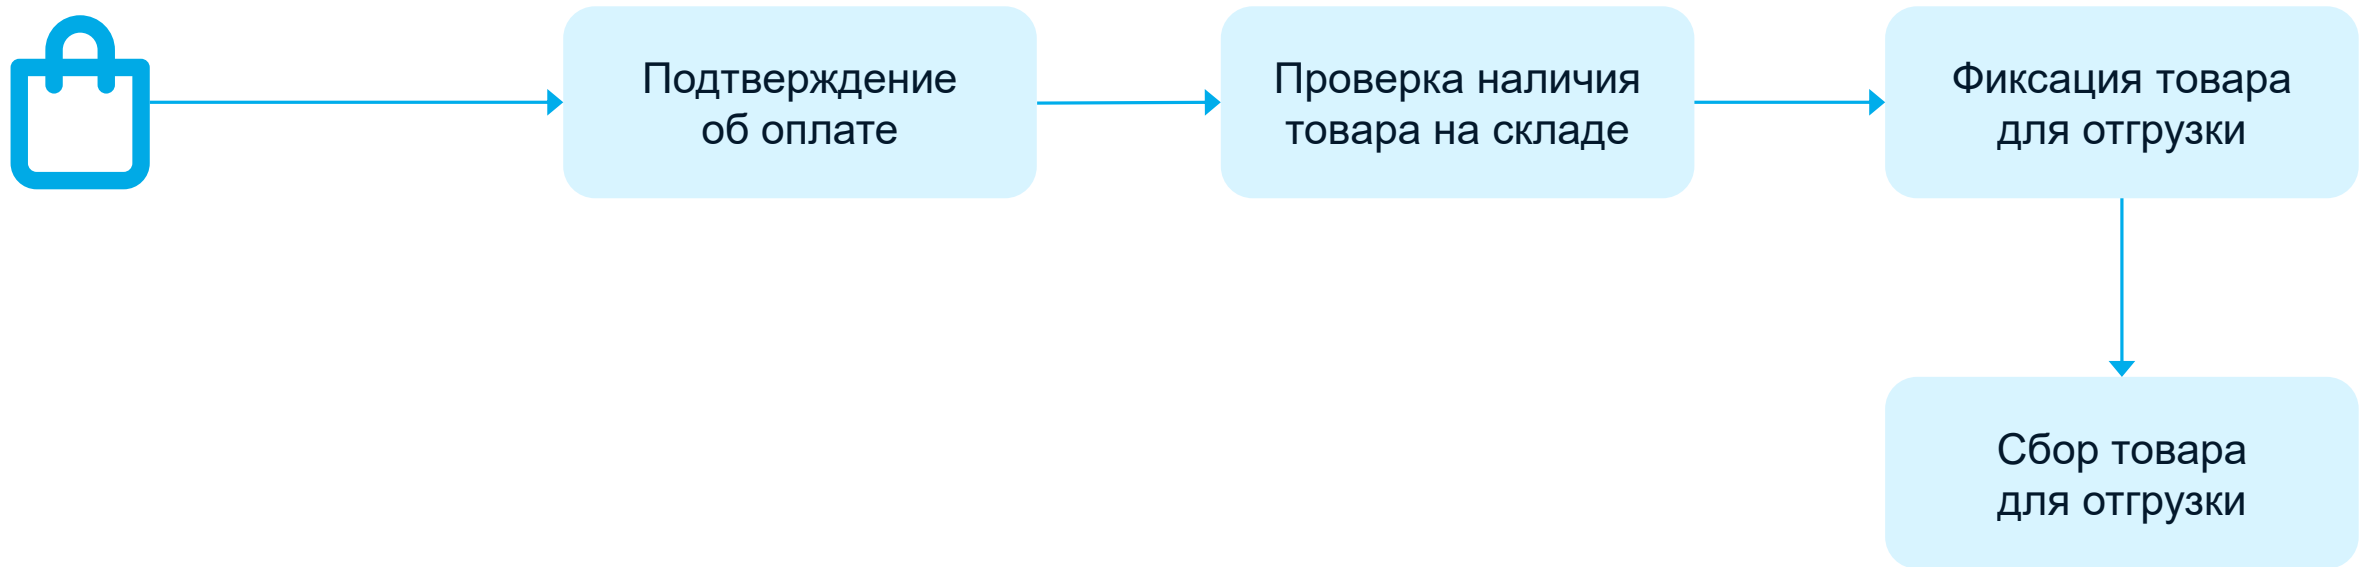 Подтверждение
об оплате
Проверка наличия
товара на складе
Фиксация товара
для отгрузки
Сбор товара
для отгрузки